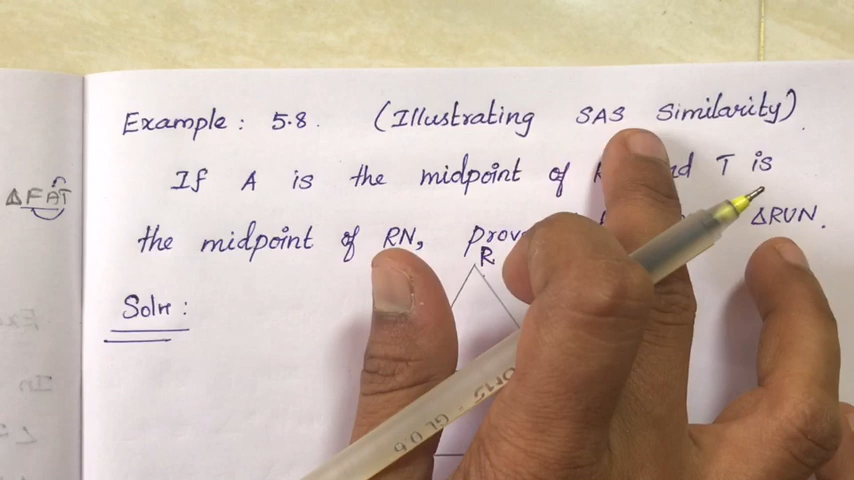 Example: 5.8. (Illustrating SAS Similarity).
If A is the midpoint of T is
the midpoint of RN, ΔRUN.
R
Soln:
ΔFAT